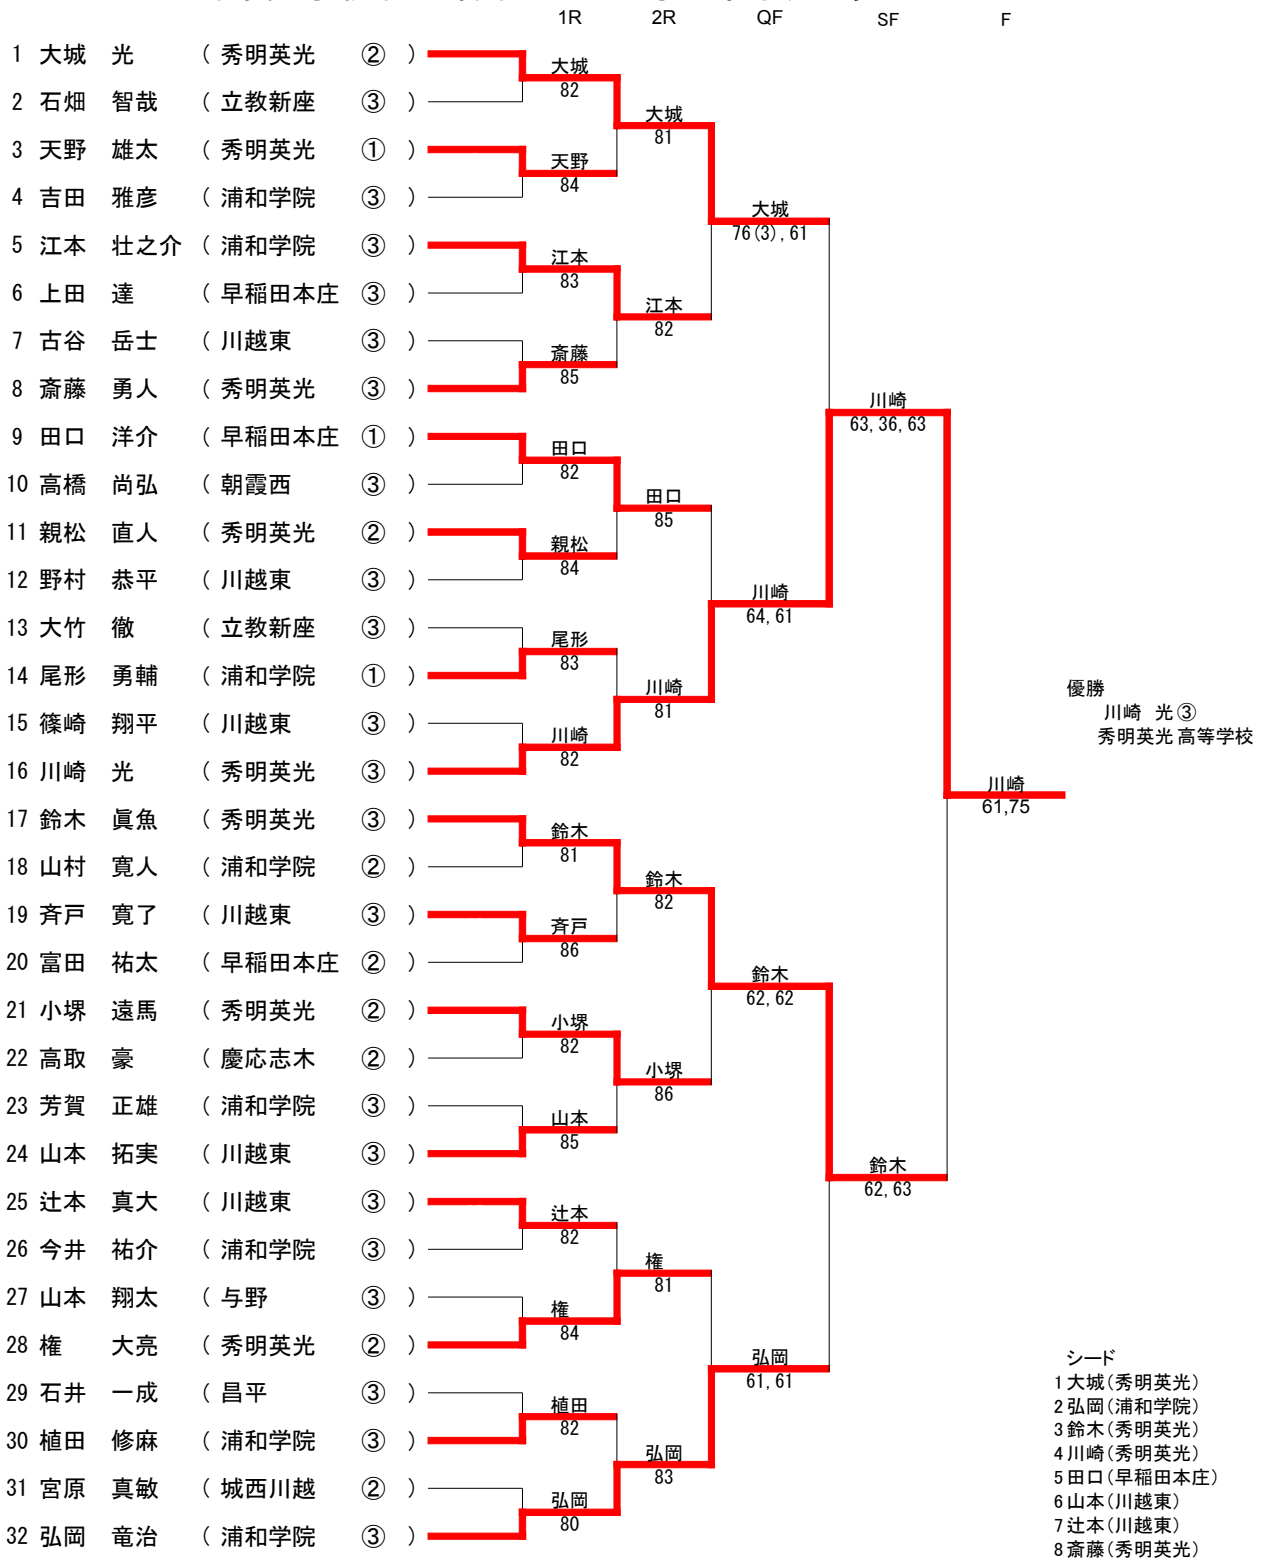 1R 2R QF SF F
1 大城 光 ( 秀明英光 ② )
大城
82
2 石畑 智哉 ( 立教新座 ③ )
大城
81
3 天野 雄太 ( 秀明英光 ① )
天野
84
4 吉田 雅彦 ( 浦和学院 ③ )
大城
76(3),61
5 江本 壮之介 ( 浦和学院 ③ )
江本
83
6 上田 達 ( 早稲田本庄 ③ )
江本
82
7 古谷 岳士 ( 川越東 ③ )
斎藤
85
8 斎藤 勇人 ( 秀明英光 ③ )
川崎
63,36,63
9 田口 洋介 ( 早稲田本庄 ① )
田口
82
10 高橋 尚弘 ( 朝霞西 ③ )
田口
85
11 親松 直人 ( 秀明英光 ② )
親松
84
12 野村 恭平 ( 川越東 ③ )
川崎
64,61
13 大竹 徹 ( 立教新座 ③ )
尾形
83
14 尾形 勇輔 ( 浦和学院 ① )
川崎
81
優勝
川崎 光③
秀明英光高等学校
15 篠崎 翔平 ( 川越東 ③ )
川崎
82
16 川崎 光 ( 秀明英光 ③ )
川崎
61,75
17 鈴木 眞魚 ( 秀明英光 ③ )
鈴木
81
18 山村 寛人 ( 浦和学院 ② )
鈴木
82
19 斉戸 寛了 ( 川越東 ③ )
斉戸
86
20 富田 祐太 ( 早稲田本庄 ② )
鈴木
62,62
21 小堺 遠馬 ( 秀明英光 ② )
小堺
82
22 高取 豪 ( 慶応志木 ② )
小堺
86
23 芳賀 正雄 ( 浦和学院 ③ )
山本
85
24 山本 拓実 ( 川越東 ③ )
鈴木
62,63
25 辻本 真大 ( 川越東 ③ )
辻本
82
26 今井 祐介 ( 浦和学院 ③ )
権
81
27 山本 翔太 ( 与野 ③ )
権
84
28 権 大亮 ( 秀明英光 ② )
弘岡
61,61
29 石井 一成 ( 昌平 ③ )
植田
82
30 植田 修麻 ( 浦和学院 ③ )
弘岡
83
31 宮原 真敏 ( 城西川越 ② )
弘岡
80
32 弘岡 竜治 ( 浦和学院 ③ )
シード
1大城(秀明英光)
2弘岡(浦和学院)
3鈴木(秀明英光)
4川崎(秀明英光)
5田口(早稲田本庄)
6山本(川越東)
7辻本(川越東)
8斎藤(秀明英光)